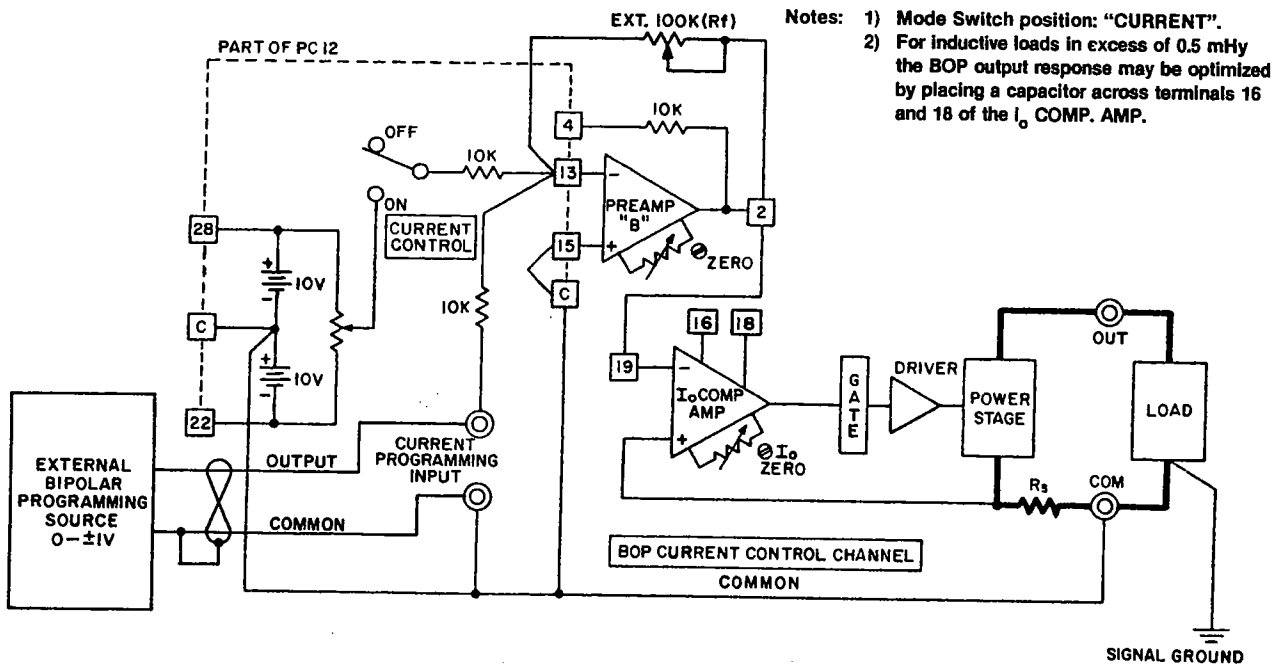 EXT. 100K(Rf)
Notes: 1) Mode Switch position: “CURRENT”.
2) For inductive loads in excess of 0.5 mHy
the BOP output response may be optimized
by placing a capacitor across terminals 16
and 18 of the Io COMP. AMP.
PART OF PC 12
4
10K
OFF
10K
13
-
PREAMP
"B"
2
ON
28
CURRENT
CONTROL
15
+
ZERO
+
10V
-
10K
C
C
16
18
OUT
+
10V
-
19
-
Io COMP
AMP
GATE
DRIVER
POWER
STAGE
LOAD
22
+
Io
ZERO
EXTERNAL
BIPOLAR
PROGRAMMING
SOURCE
0-±1V
OUTPUT
CURRENT
PROGRAMMING
INPUT
Rs
COM
COMMON
BOP CURRENT CONTROL CHANNEL
COMMON
SIGNAL GROUND